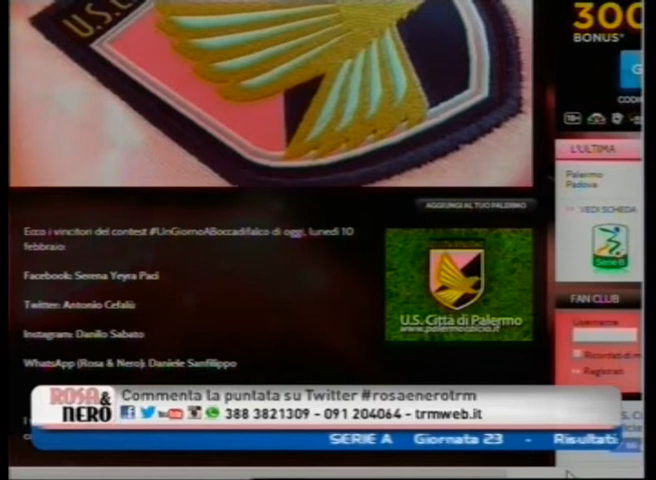 U.S.C
300
BONUS*
G
CODI
18+
L'ULTIMA
Palermo
Padova
VEDI SCHEDA
Serie B
AGGIUNGI AL TUO PALERMO
Ecco i vincitori del contest #UnGiornoABoccadifalco di oggi, lunedì 10
febbraio:
Facebook: Serena Yeyra Paci
Twitter: Antonio Cefalù
Instagram: Danilo Sabato
WhatsApp (Rosa & Nero): Daniele Sanfilippo
U.S. Città di Palermo
www.palermocalcio.it
FAN CLUB
Username
Ricordati di m
Registrati
ROSA &
NERO
Commenta la puntata su Twitter #rosaenerotrm
388 3821309 - 091 204064 - trmweb.it
SERIE A Giornata 23 - Risultati